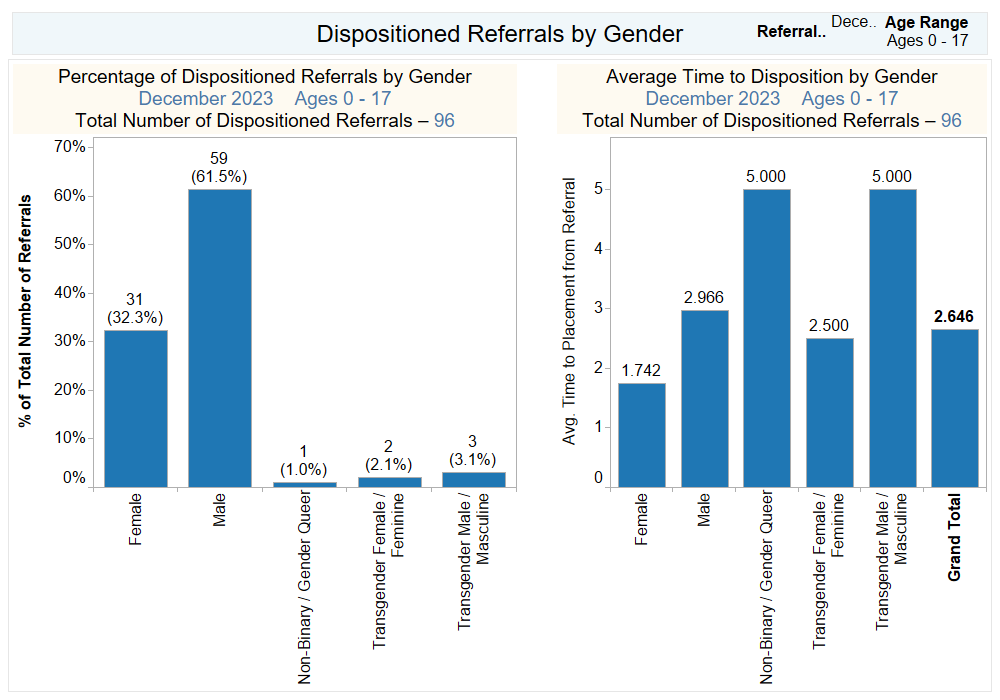 Dispositioned Referrals by Gender
Referral..
Dece..
Age Range
Ages 0 - 17
Percentage of Dispositioned Referrals by Gender
December 2023 Ages 0 - 17
Total Number of Dispositioned Referrals – 96
% of Total Number of Referrals
70%
60%
50%
40%
30%
20%
10%
0%
31
(32.3%)
59
(61.5%)
1
(1.0%)
2
(2.1%)
3
(3.1%)
Female
Male
Non-Binary / Gender Queer
Transgender Female /
Feminine
Transgender Male /
Masculine
Average Time to Disposition by Gender
December 2023 Ages 0 - 17
Total Number of Dispositioned Referrals – 96
Avg. Time to Placement from Referral
5
4
3
2
1
0
1.742
2.966
5.000
2.500
5.000
2.646
Female
Male
Non-Binary / Gender Queer
Transgender Female /
Feminine
Transgender Male /
Masculine
Grand Total